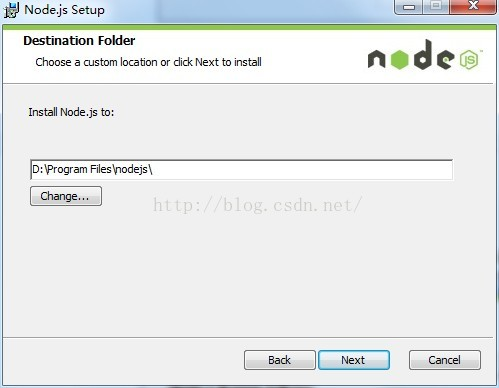 Node.js Setup
Destination Folder
Choose a custom location or click Next to install
node
JS
Install Node.js to:
D:\Program Files\nodejs\
Change...
http://blog.csdn.net/
Back
Next
Cancel